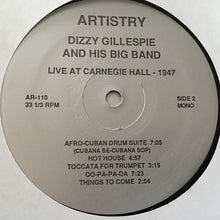 ARTISTRY
DIZZY GILLESPIE
AND HIS BIG BAND
LIVE AT CARNEGIE HALL - 1947
AR-110
33 1/3 RPM
SIDE 2
MONO
AFRO-CUBAN DRUM SUITE 7:05
(CUBANA BE-CUBANA BOP)
HOT HOUSE 4:57
TOCCATA FOR TRUMPET 3:15
OO-PA-PA-DA 7:23
THINGS TO COME 2:54